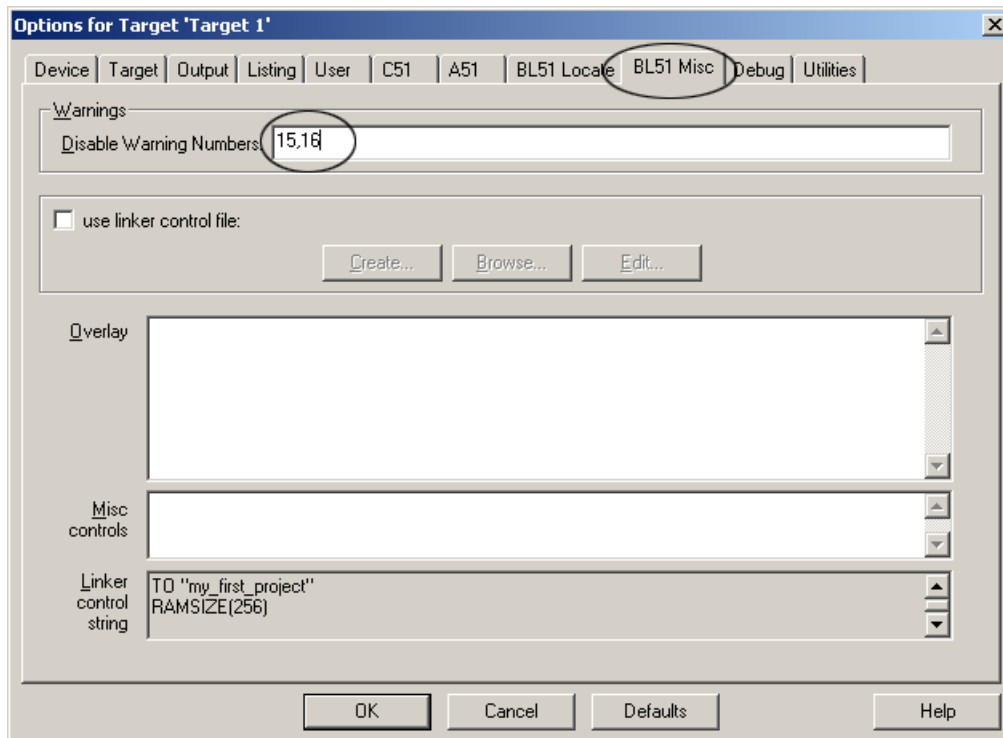 Options for Target 'Target 1'
Device Target Output Listing User C51 A51 BL51 Locate BL51 Misc Debug Utilities
Warnings
Disable Warning Numbers: 15,16
use linker control file:
Create... Browse... Edit...
Overlay
Misc
controls
Linker
control
string
TO "my_first_project"
RAMSIZE(256)
OK Cancel Defaults Help